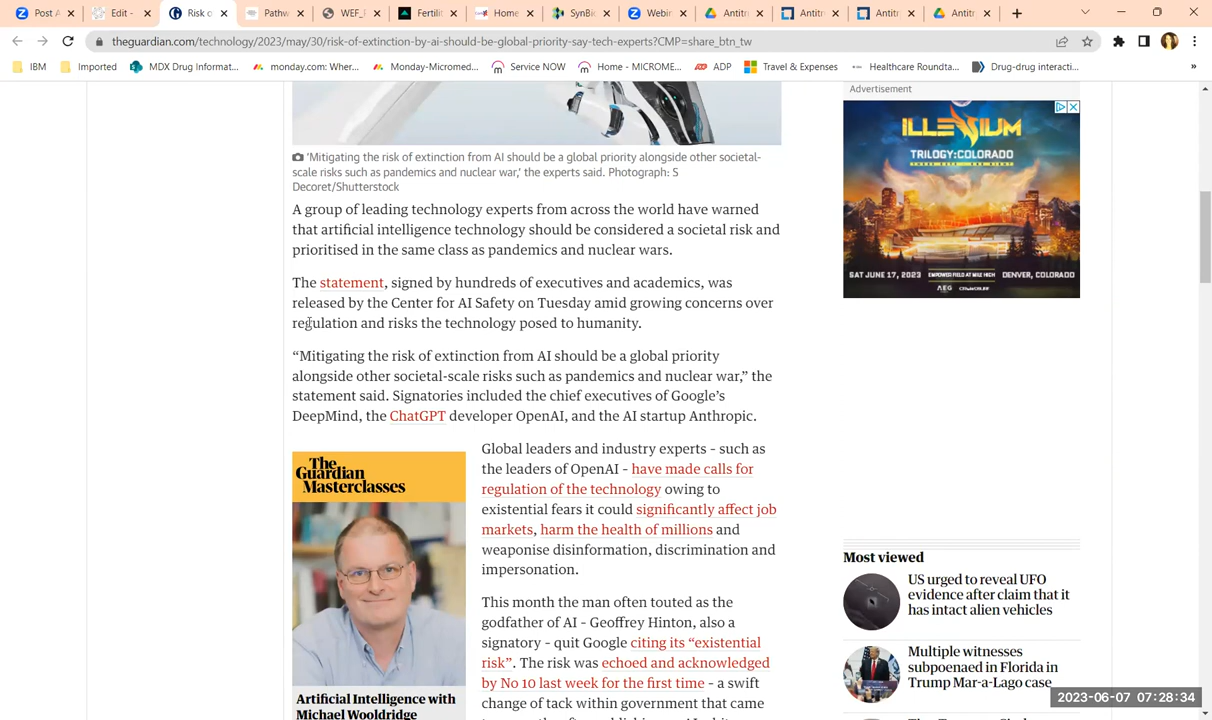 Post A
Edit -
Risk o
Pathw
WEF_R
Fertilit
Home
SynBio
Webin
Antitr
Antitr
Antitr
Antitr
theguardian.com/technology/2023/may/30/risk-of-extinction-by-ai-should-be-global-priority-say-tech-experts?CMP=share_btn_tw
IBM
Imported
MDX Drug Informat...
monday.com: Wher...
Monday-Micromed...
Service NOW
Home - MICROME...
ADP
Travel & Expenses
Healthcare Roundta...
Drug-drug interacti...
»
'Mitigating the risk of extinction from AI should be a global priority alongside other societal-
scale risks such as pandemics and nuclear war,' the experts said. Photograph: S
Decoret/Shutterstock
A group of leading technology experts from across the world have warned
that artificial intelligence technology should be considered a societal risk and
prioritised in the same class as pandemics and nuclear wars.
The statement, signed by hundreds of executives and academics, was
released by the Center for AI Safety on Tuesday amid growing concerns over
regulation and risks the technology posed to humanity.
“Mitigating the risk of extinction from AI should be a global priority
alongside other societal-scale risks such as pandemics and nuclear war,” the
statement said. Signatories included the chief executives of Google’s
DeepMind, the ChatGPT developer OpenAI, and the AI startup Anthropic.
The
Guardian
Masterclasses
Artificial Intelligence with
Michael Wooldridge
Global leaders and industry experts – such as
the leaders of OpenAI – have made calls for
regulation of the technology owing to
existential fears it could significantly affect job
markets, harm the health of millions and
weaponise disinformation, discrimination and
impersonation.
This month the man often touted as the
godfather of AI – Geoffrey Hinton, also a
signatory – quit Google citing its “existential
risk”. The risk was echoed and acknowledged
by No 10 last week for the first time – a swift
change of tack within government that came
Advertisement
ILLENIUM
TRILOGY:COLORADO
SAT JUNE 17, 2023
EMPOWER FIELD AT MILE HIGH
AEG
DENVER, COLORADO
Most viewed
US urged to reveal UFO
evidence after claim that it
has intact alien vehicles
Multiple witnesses
subpoenaed in Florida in
Trump Mar-a-Lago case
2023-06-07 07:28:34